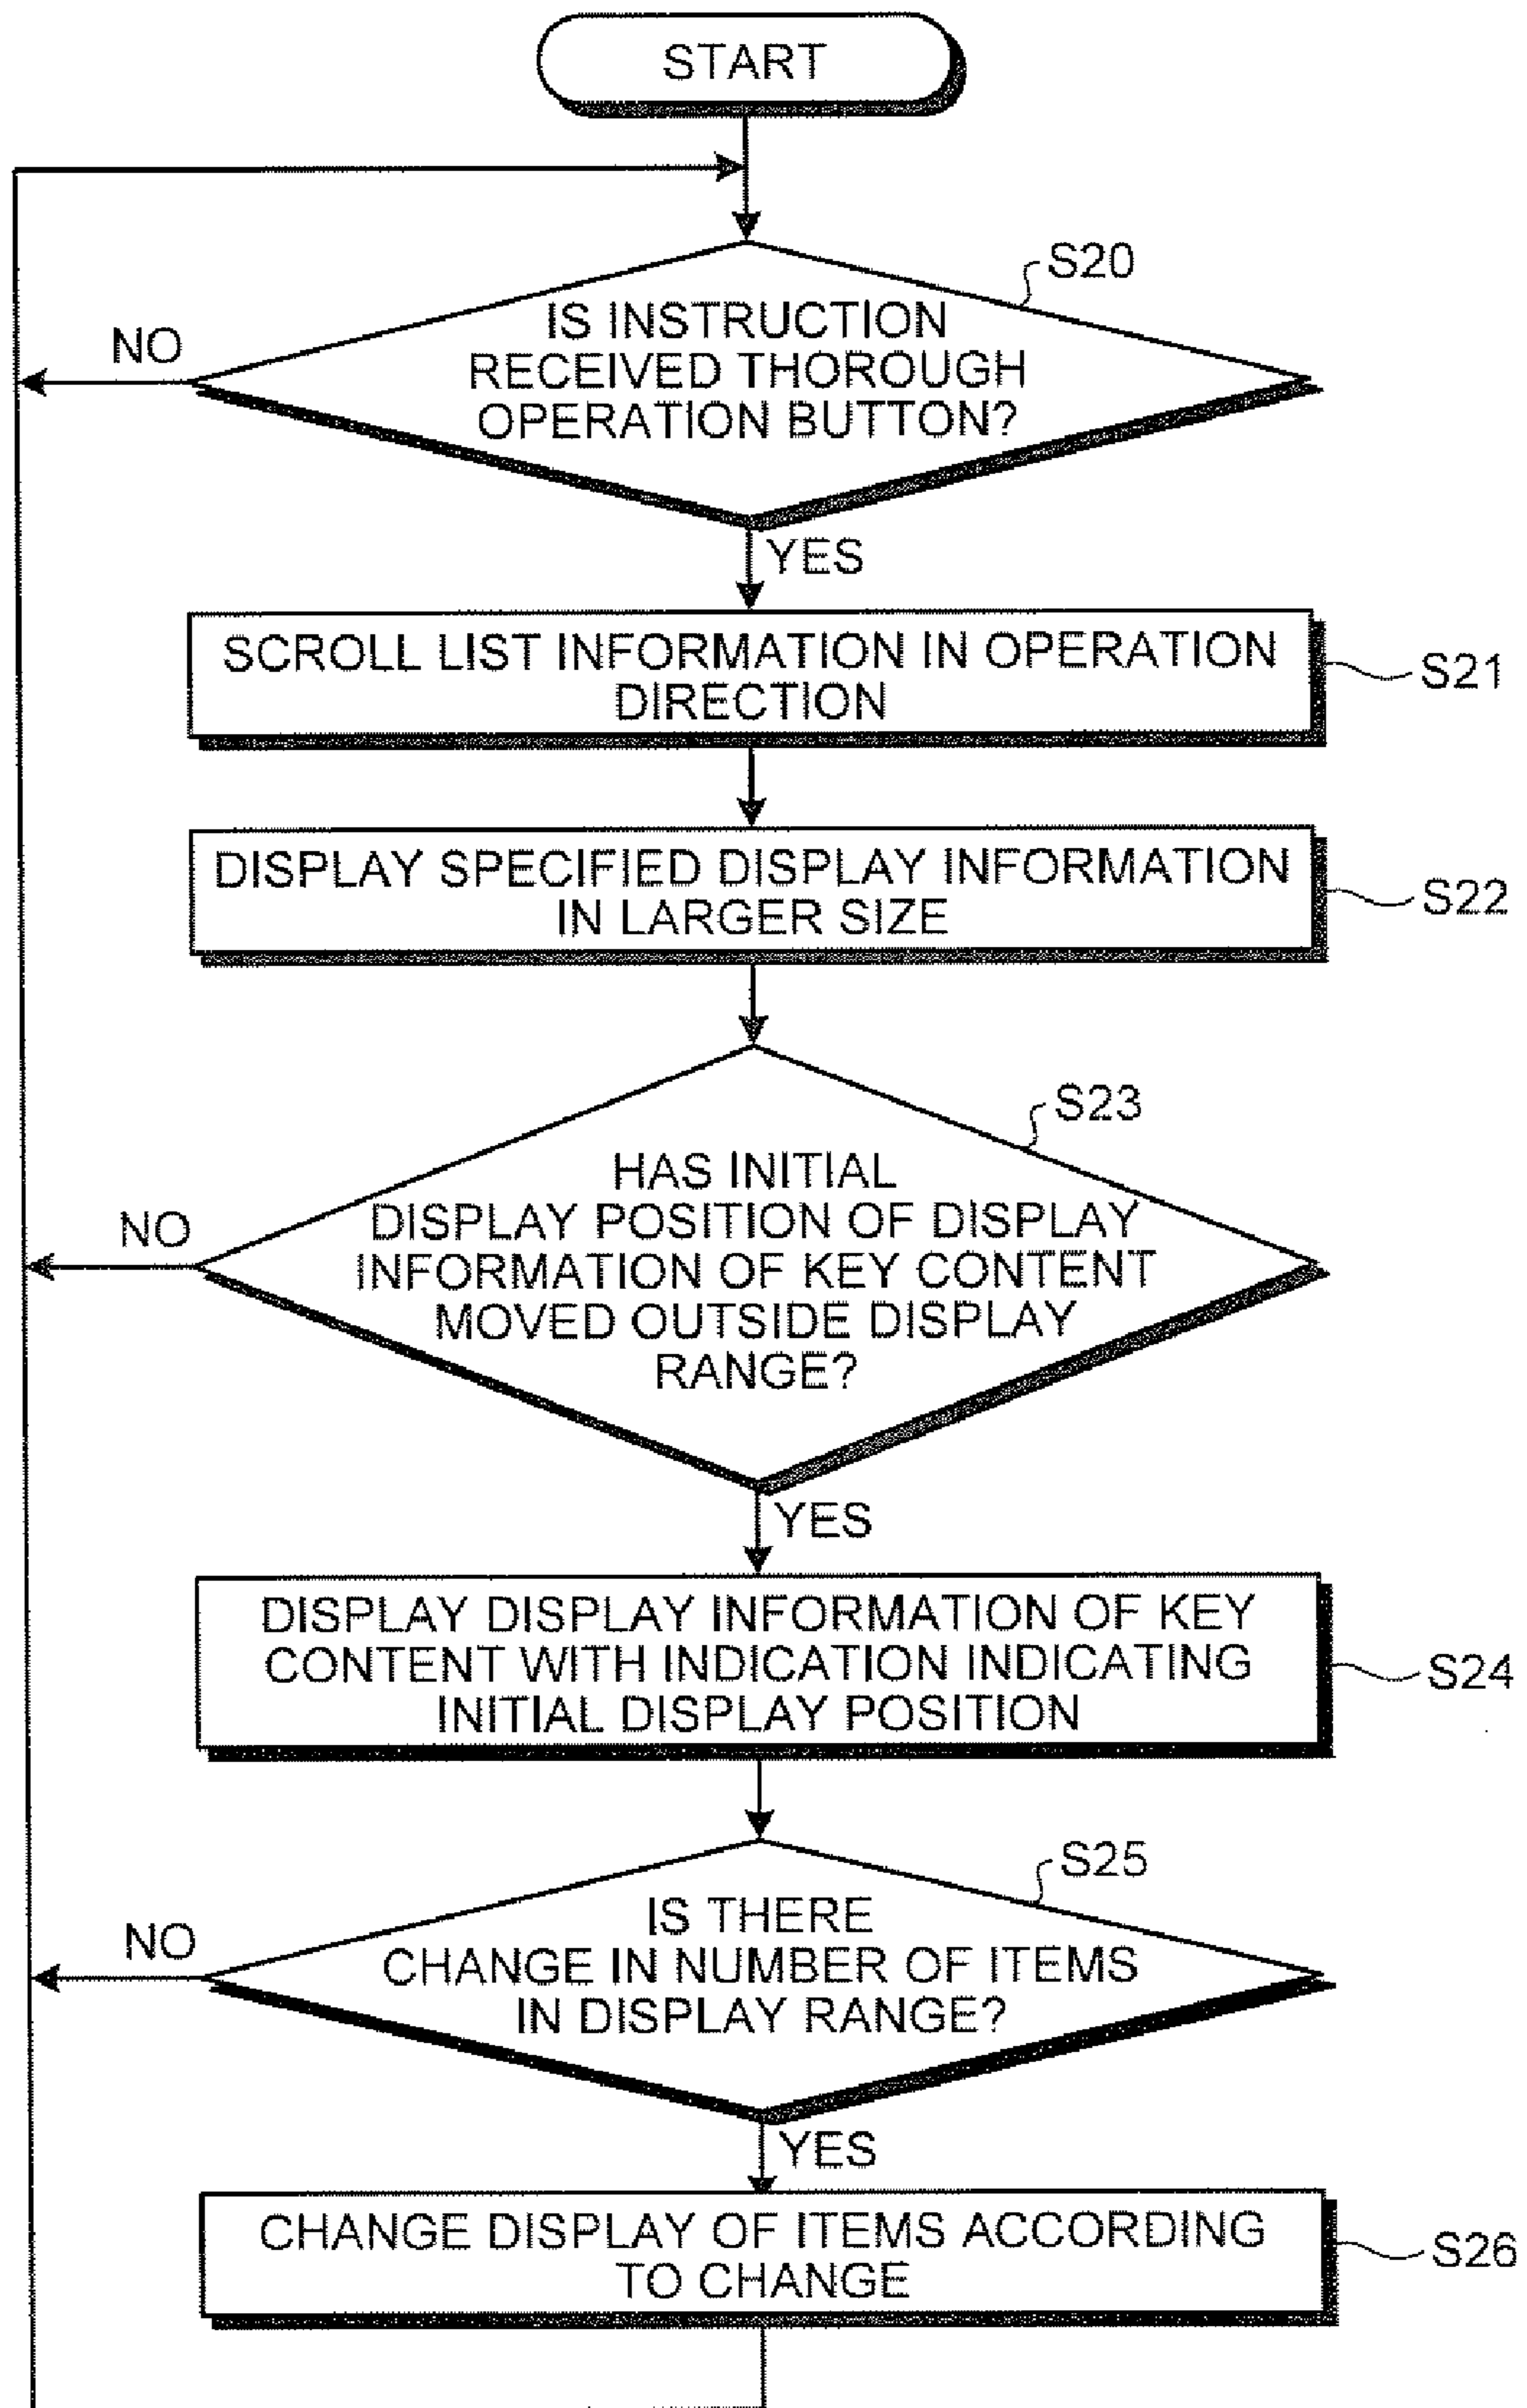 START
S20
IS INSTRUCTION
RECEIVED THOROUGH
OPERATION BUTTON?
NO
YES
SCROLL LIST INFORMATION IN OPERATION
DIRECTION
S21
DISPLAY SPECIFIED DISPLAY INFORMATION
IN LARGER SIZE
S22
S23
HAS INITIAL
DISPLAY POSITION OF DISPLAY
INFORMATION OF KEY CONTENT
MOVED OUTSIDE DISPLAY
RANGE?
NO
YES
DISPLAY DISPLAY INFORMATION OF KEY
CONTENT WITH INDICATION INDICATING
INITIAL DISPLAY POSITION
S24
S25
IS THERE
CHANGE IN NUMBER OF ITEMS
IN DISPLAY RANGE?
NO
YES
CHANGE DISPLAY OF ITEMS ACCORDING
TO CHANGE
S26